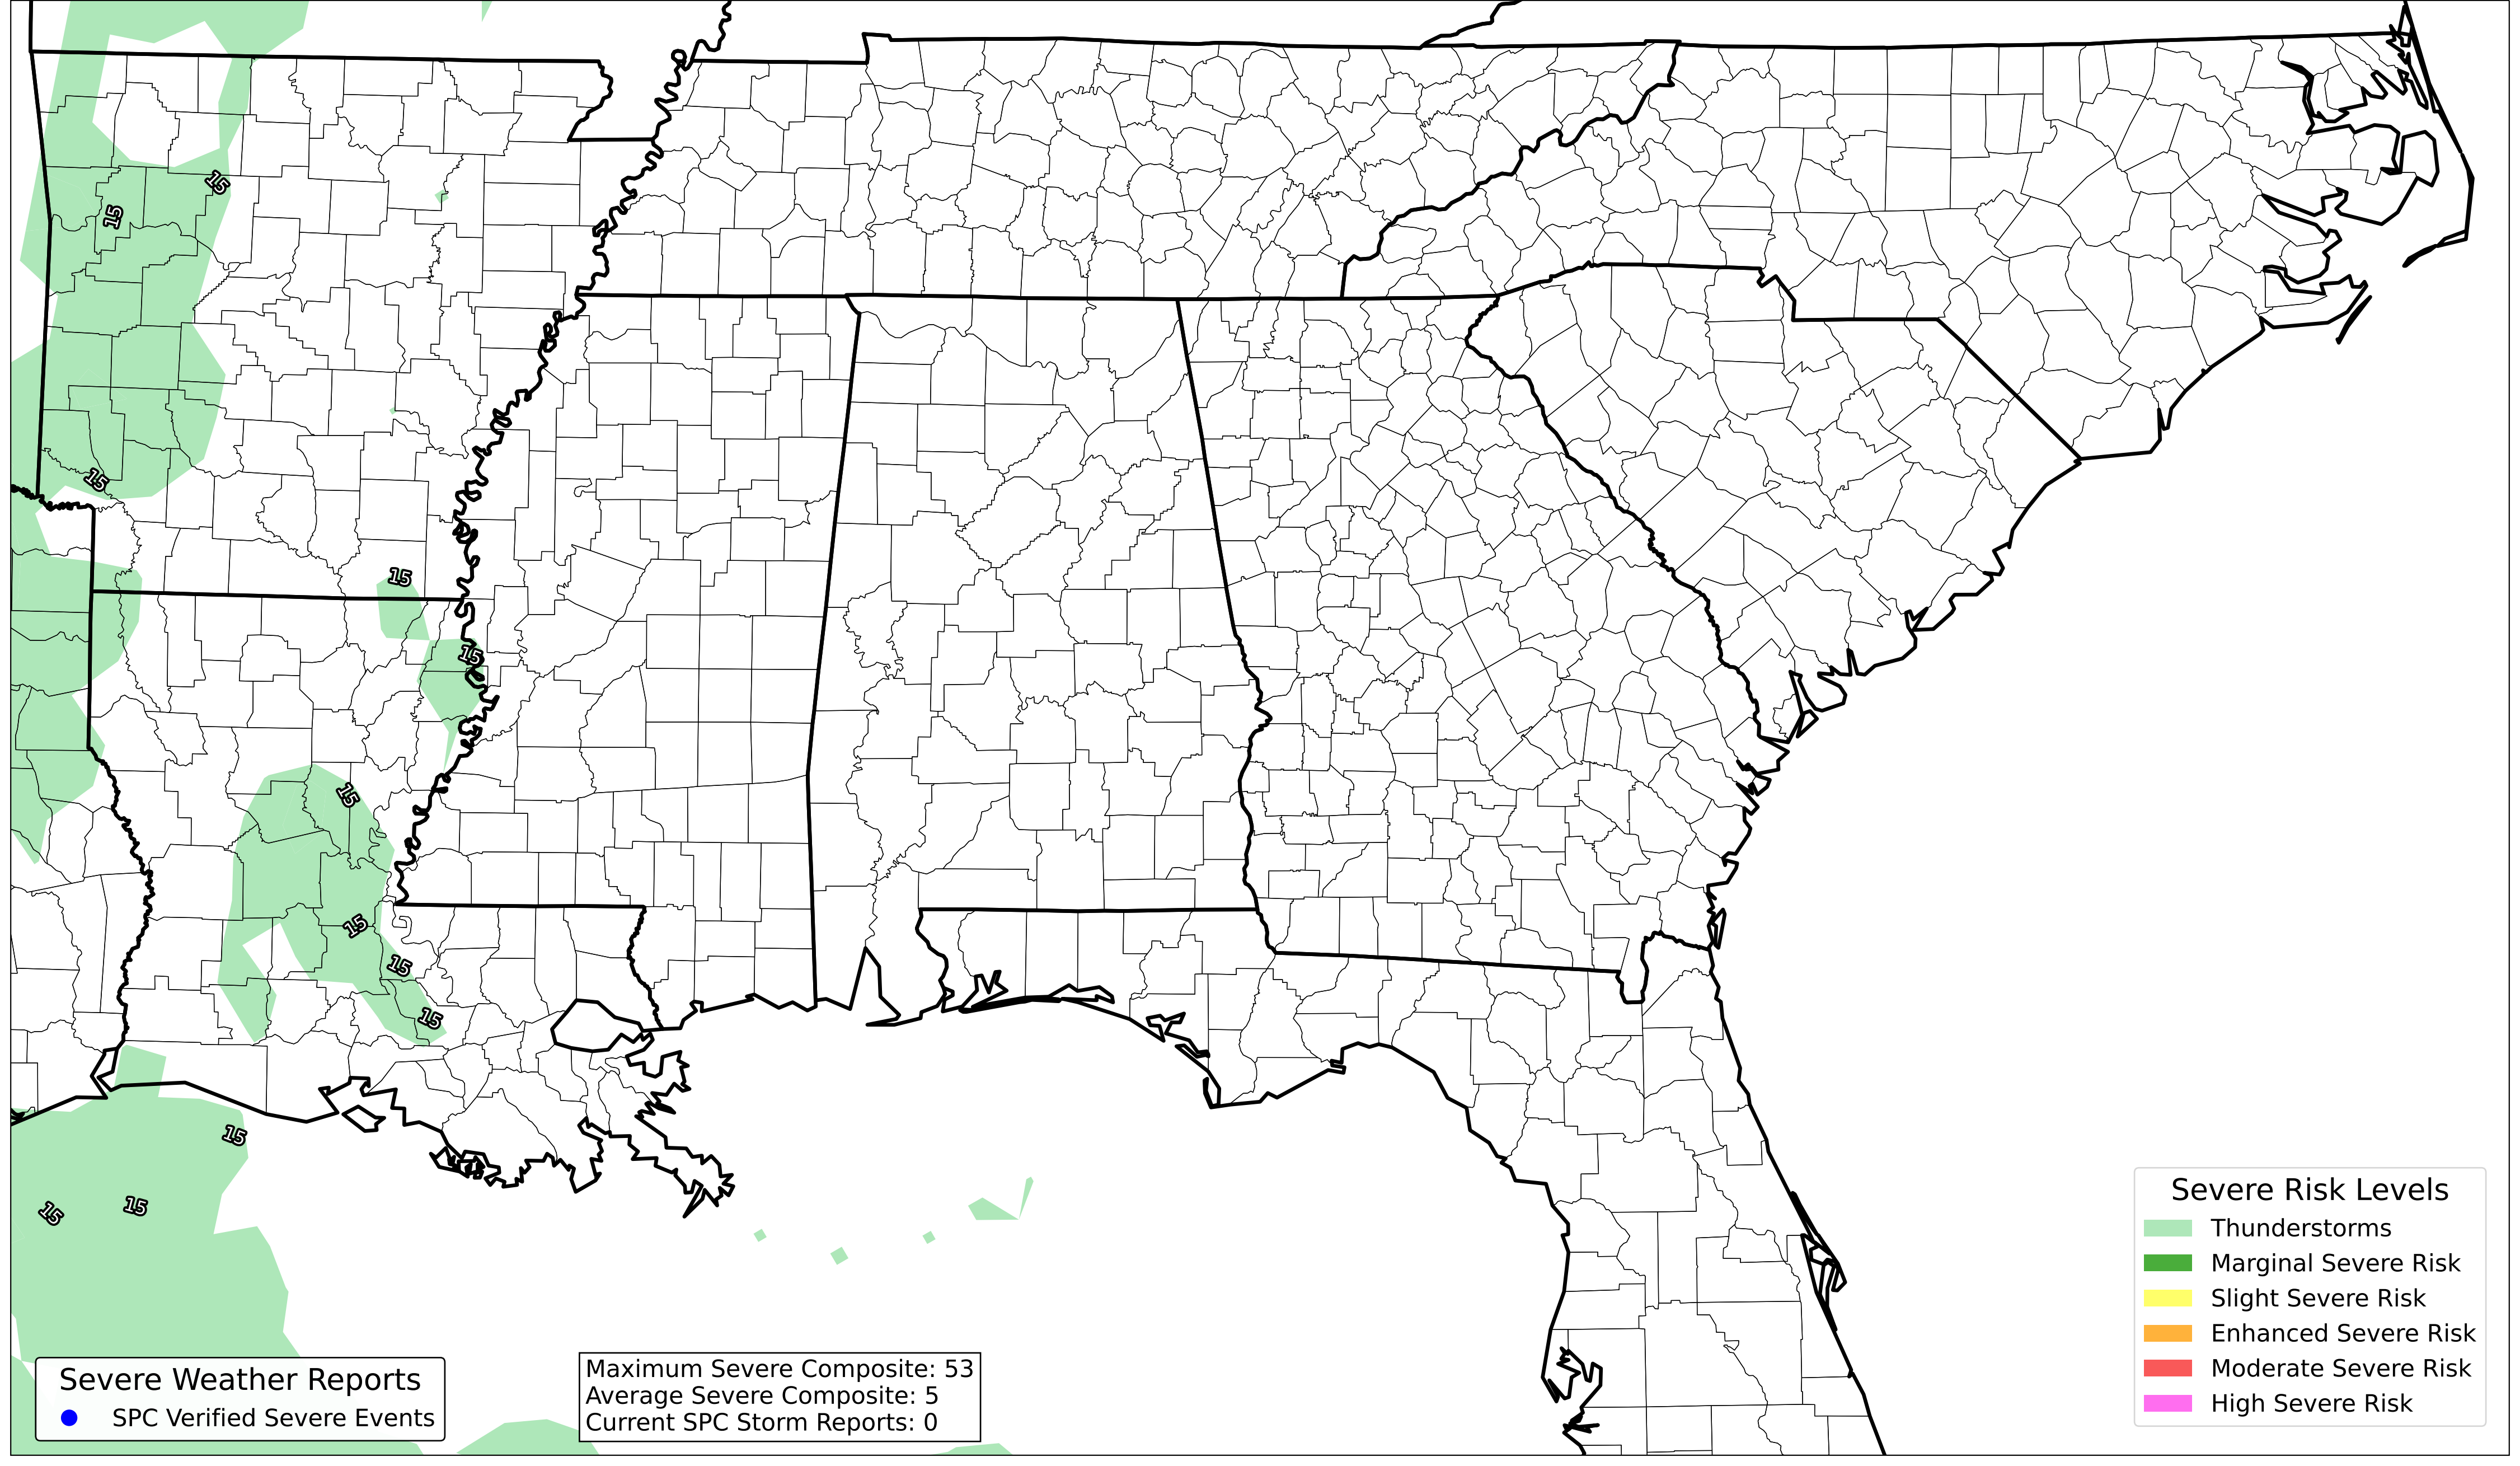 15
15
15
15
15
15
15
15
15
15
15
15
Severe Risk Levels
Thunderstorms
Marginal Severe Risk
Slight Severe Risk
Enhanced Severe Risk
Moderate Severe Risk
High Severe Risk
Severe Weather Reports
SPC Verified Severe Events
Maximum Severe Composite: 53
Average Severe Composite: 5
Current SPC Storm Reports: 0